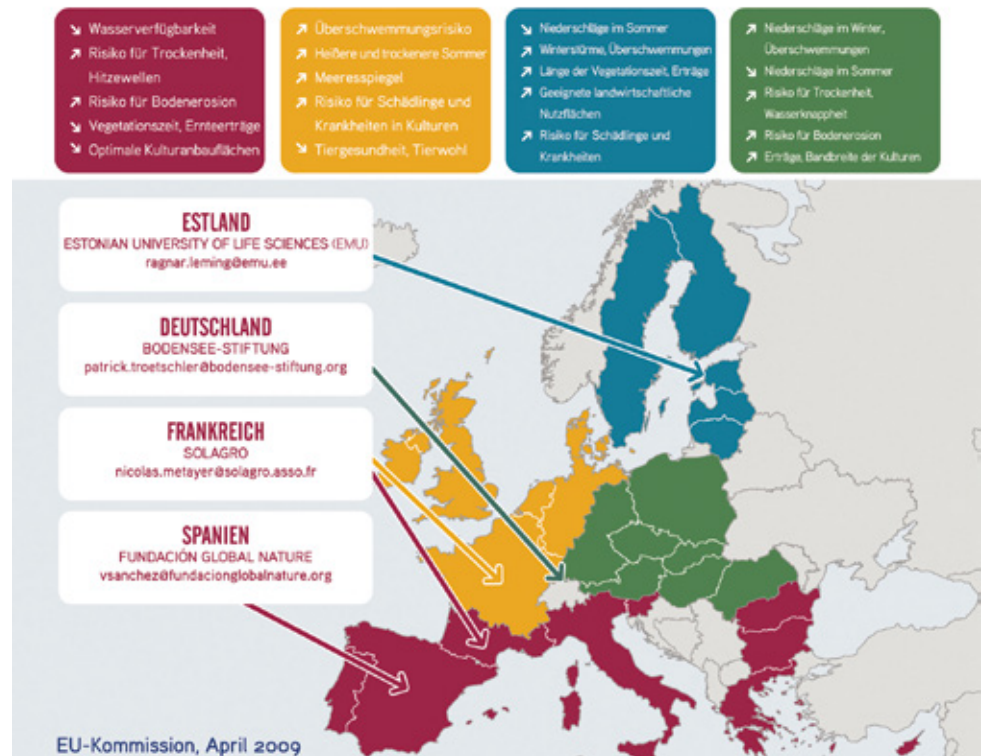 ↘ Wasserverfügbarkeit
↗ Risiko für Trockenheit,
Hitzewellen
↗ Risiko für Bodenerosion
↘ Vegetationszeit, Ernteerträge
↘ Optimale Kulturanbauflächen
↗ Überschwemmungsrisiko
↗ Heißere und trockenere Sommer
↗ Meeresspiegel
↗ Risiko für Schädlinge und
Krankheiten in Kulturen
↘ Tiergesundheit, Tierwohl
↘ Niederschläge im Sommer
↗ Winterstürme, Überschwemmungen
↗ Länge der Vegetationszeit, Erträge
↗ Geeignete landwirtschaftliche
Nutzflächen
↗ Risiko für Schädlinge und
Krankheiten
↗ Niederschläge im Winter,
Überschwemmungen
↘ Niederschläge im Sommer
↗ Risiko für Trockenheit,
Wasserknappheit
↗ Risiko für Bodenerosion
↗ Erträge, Bandbreite der Kulturen
ESTLAND
ESTONIAN UNIVERSITY OF LIFE SCIENCES (EMU)
ragnar.leming@emu.ee
DEUTSCHLAND
BODENSEE-STIFTUNG
patrick.troetschler@bodensee-stiftung.org
FRANKREICH
SOLAGRO
nicolas.metayer@solagro.asso.fr
SPANIEN
FUNDACIÓN GLOBAL NATURE
vsanchez@fundacionglobalnature.org
EU-Kommission, April 2009